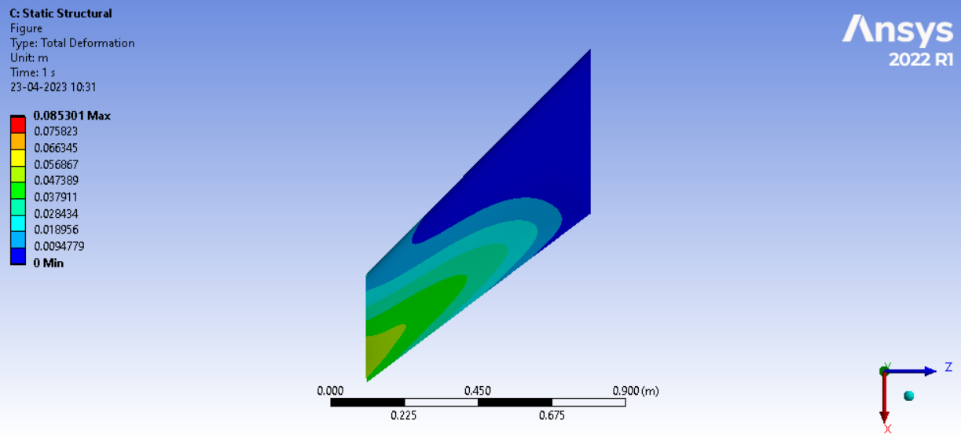 C: Static Structural
Figure
Type: Total Deformation
Unit: m
Time: 1 s
23-04-2023 10:31
Ansys
2022 R1
0.085301 Max
0.075823
0.066345
0.056867
0.047389
0.037911
0.028434
0.018956
0.0094779
0 Min
0.000 0.450 0.900 (m)
0.225 0.675
Y
Z
X